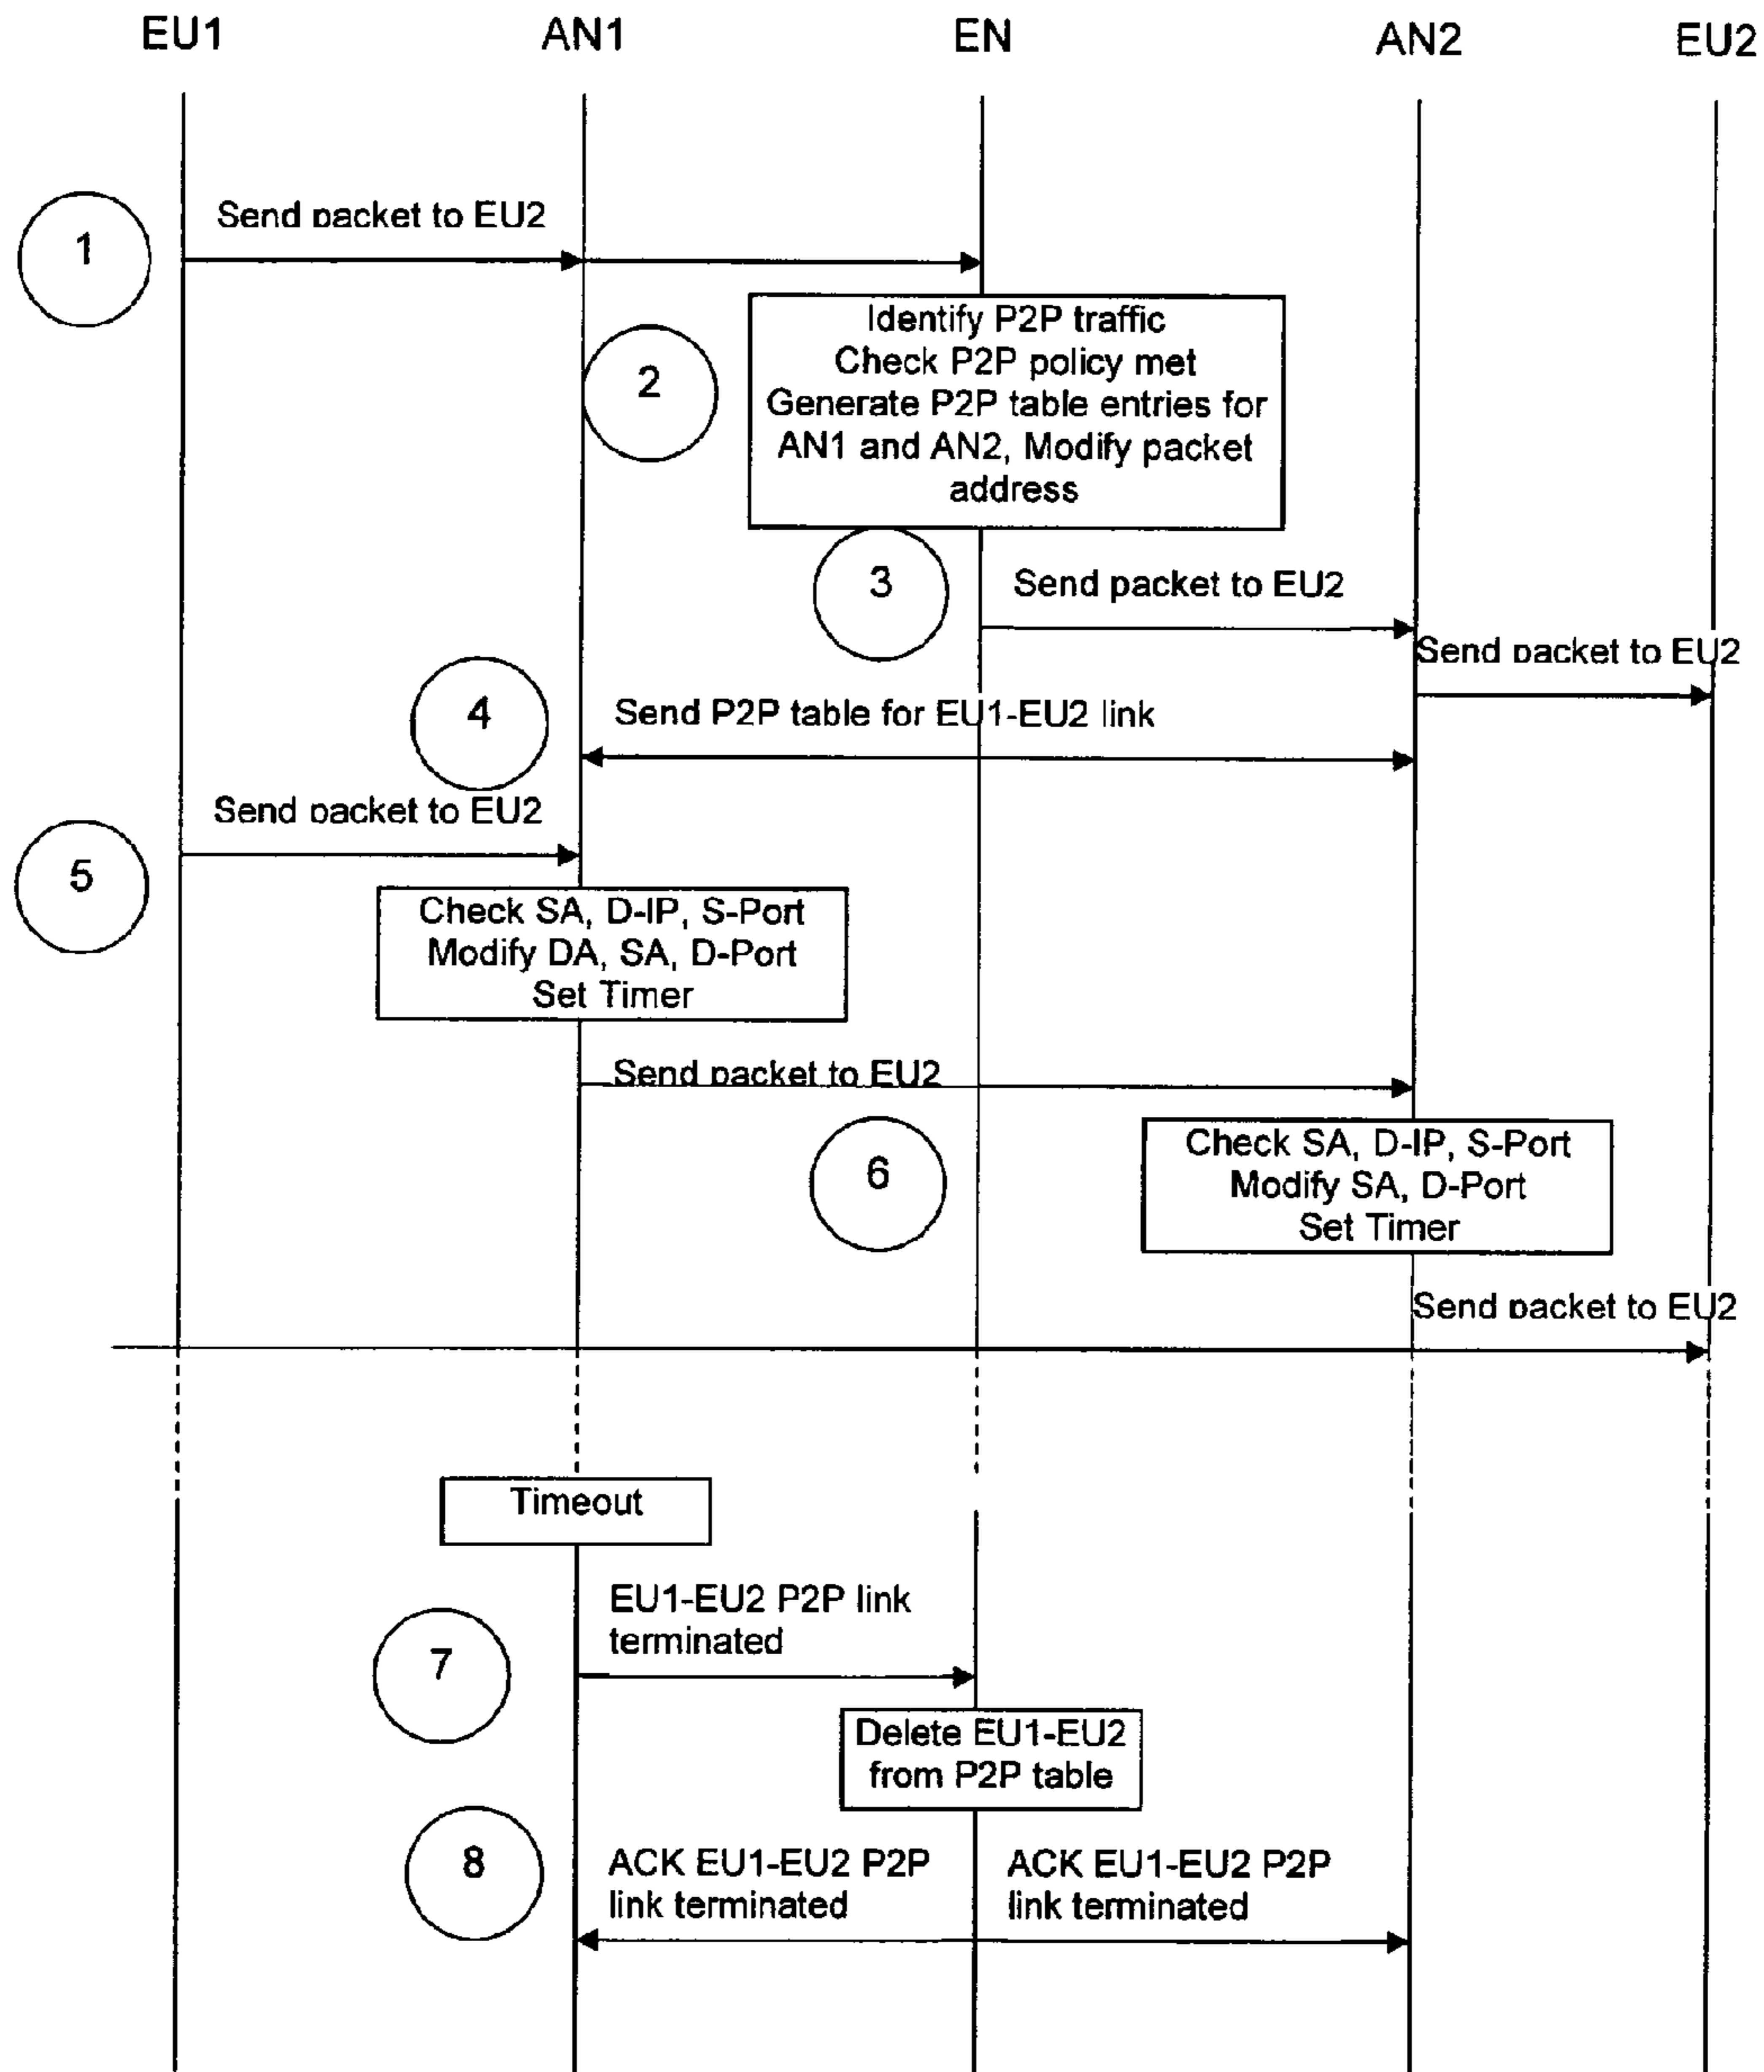 EU1 AN1 EN AN2 EU2
Send packet to EU2
1
Identify P2P traffic
2
Check P2P policy met
Generate P2P table entries for
AN1 and AN2, Modify packet
address
3
Send packet to EU2
Send packet to EU2
4
Send P2P table for EU1-EU2 link
Send packet to EU2
5
Check SA, D-IP, S-Port
Modify DA, SA, D-Port
Set Timer
Send packet to EU2
6
Check SA, D-IP, S-Port
Modify SA, D-Port
Set Timer
Send packet to EU2
Timeout
EU1-EU2 P2P link
terminated
7
Delete EU1-EU2
from P2P table
8
ACK EU1-EU2 P2P
link terminated
ACK EU1-EU2 P2P
link terminated